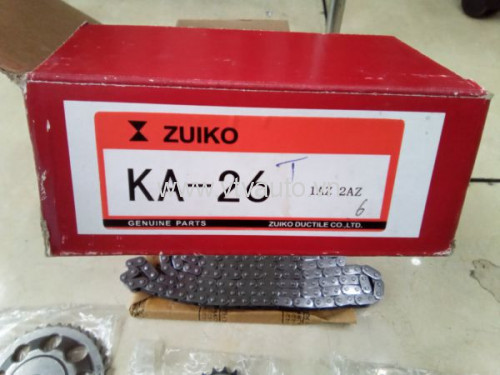 ZUIKO
KA-26 T 1AZ 2AZ
6
GENUINE PARTS ZUIKO DUCTILE CO.,LTD.